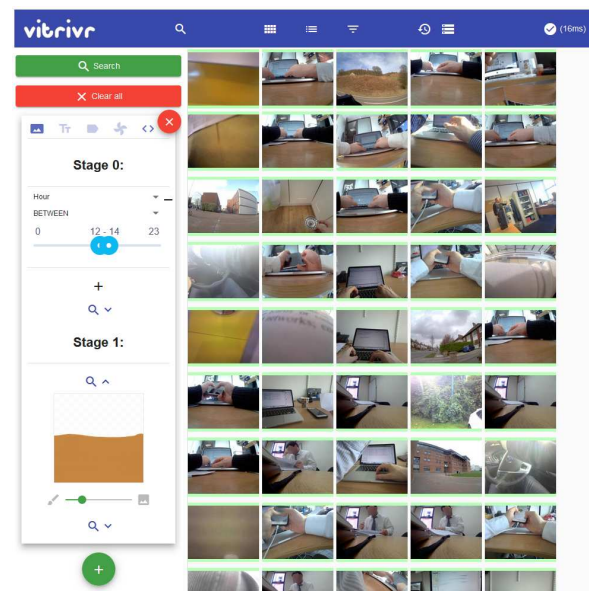 vitrivr
(16ms)
Search
Clear all
Stage 0:
Hour
BETWEEN
0 12 - 14 23
Stage 1: